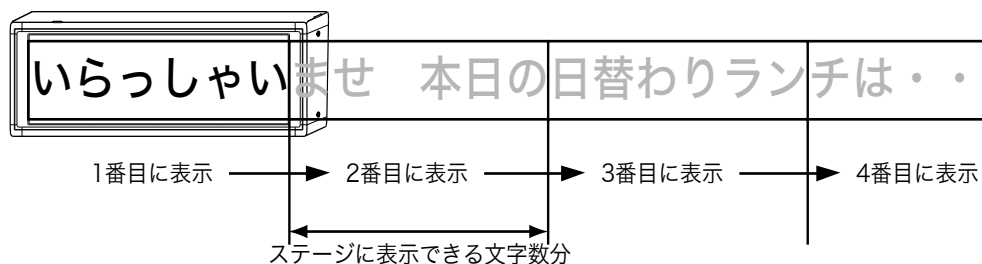 いらっしゃいませ　本日の日替わりランチは・・
1番目に表示 2番目に表示 3番目に表示 4番目に表示
ステージに表示できる文字数分